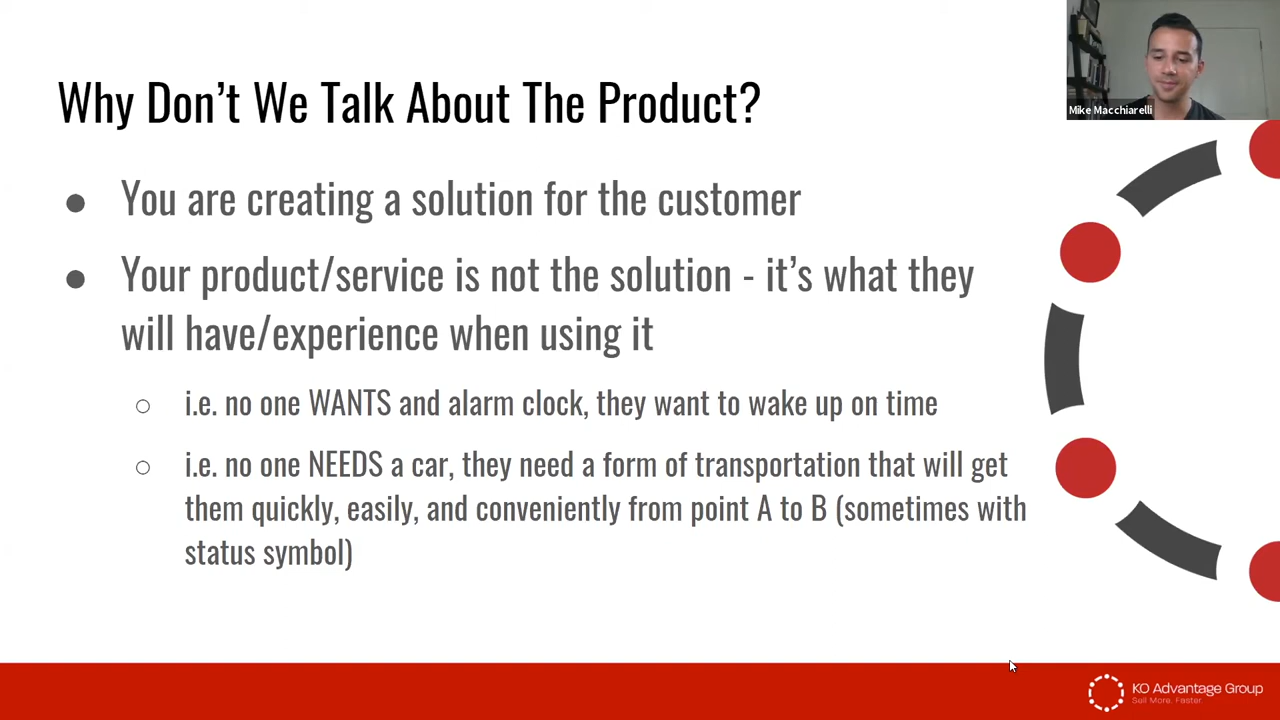 Mike Macchiarelli
Why Don’t We Talk About The Product?
● You are creating a solution for the customer
● Your product/service is not the solution - it’s what they
will have/experience when using it
○ i.e. no one WANTS and alarm clock, they want to wake up on time
○ i.e. no one NEEDS a car, they need a form of transportation that will get
them quickly, easily, and conveniently from point A to B (sometimes with
status symbol)
KO Advantage Group
Sell More. Faster.